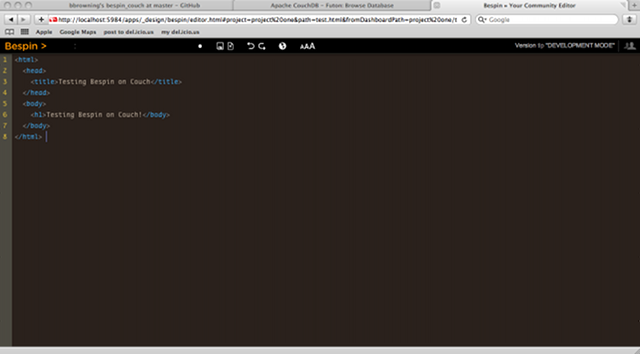 bbrowning's bespin_couch at master – GitHub
Apache CouchDB – Futon: Browse Database
Bespin » Your Community Editor
http://localhost:5984/apps/_design/bespin/editor.html#project=project%20one&path=test.html&fromDashboardPath=project%20one/t
Google
Apple
Google Maps
post to del.icio.us
my del.icio.us
Bespin >
AAA
Version tip "DEVELOPMENT MODE"
1 <html>
2 <head>
3 <title>Testing Bespin on Couch</title>
4 </head>
5 <body>
6 <h1>Testing Bespin on Couch!</body>
7 </body>
8 </html>